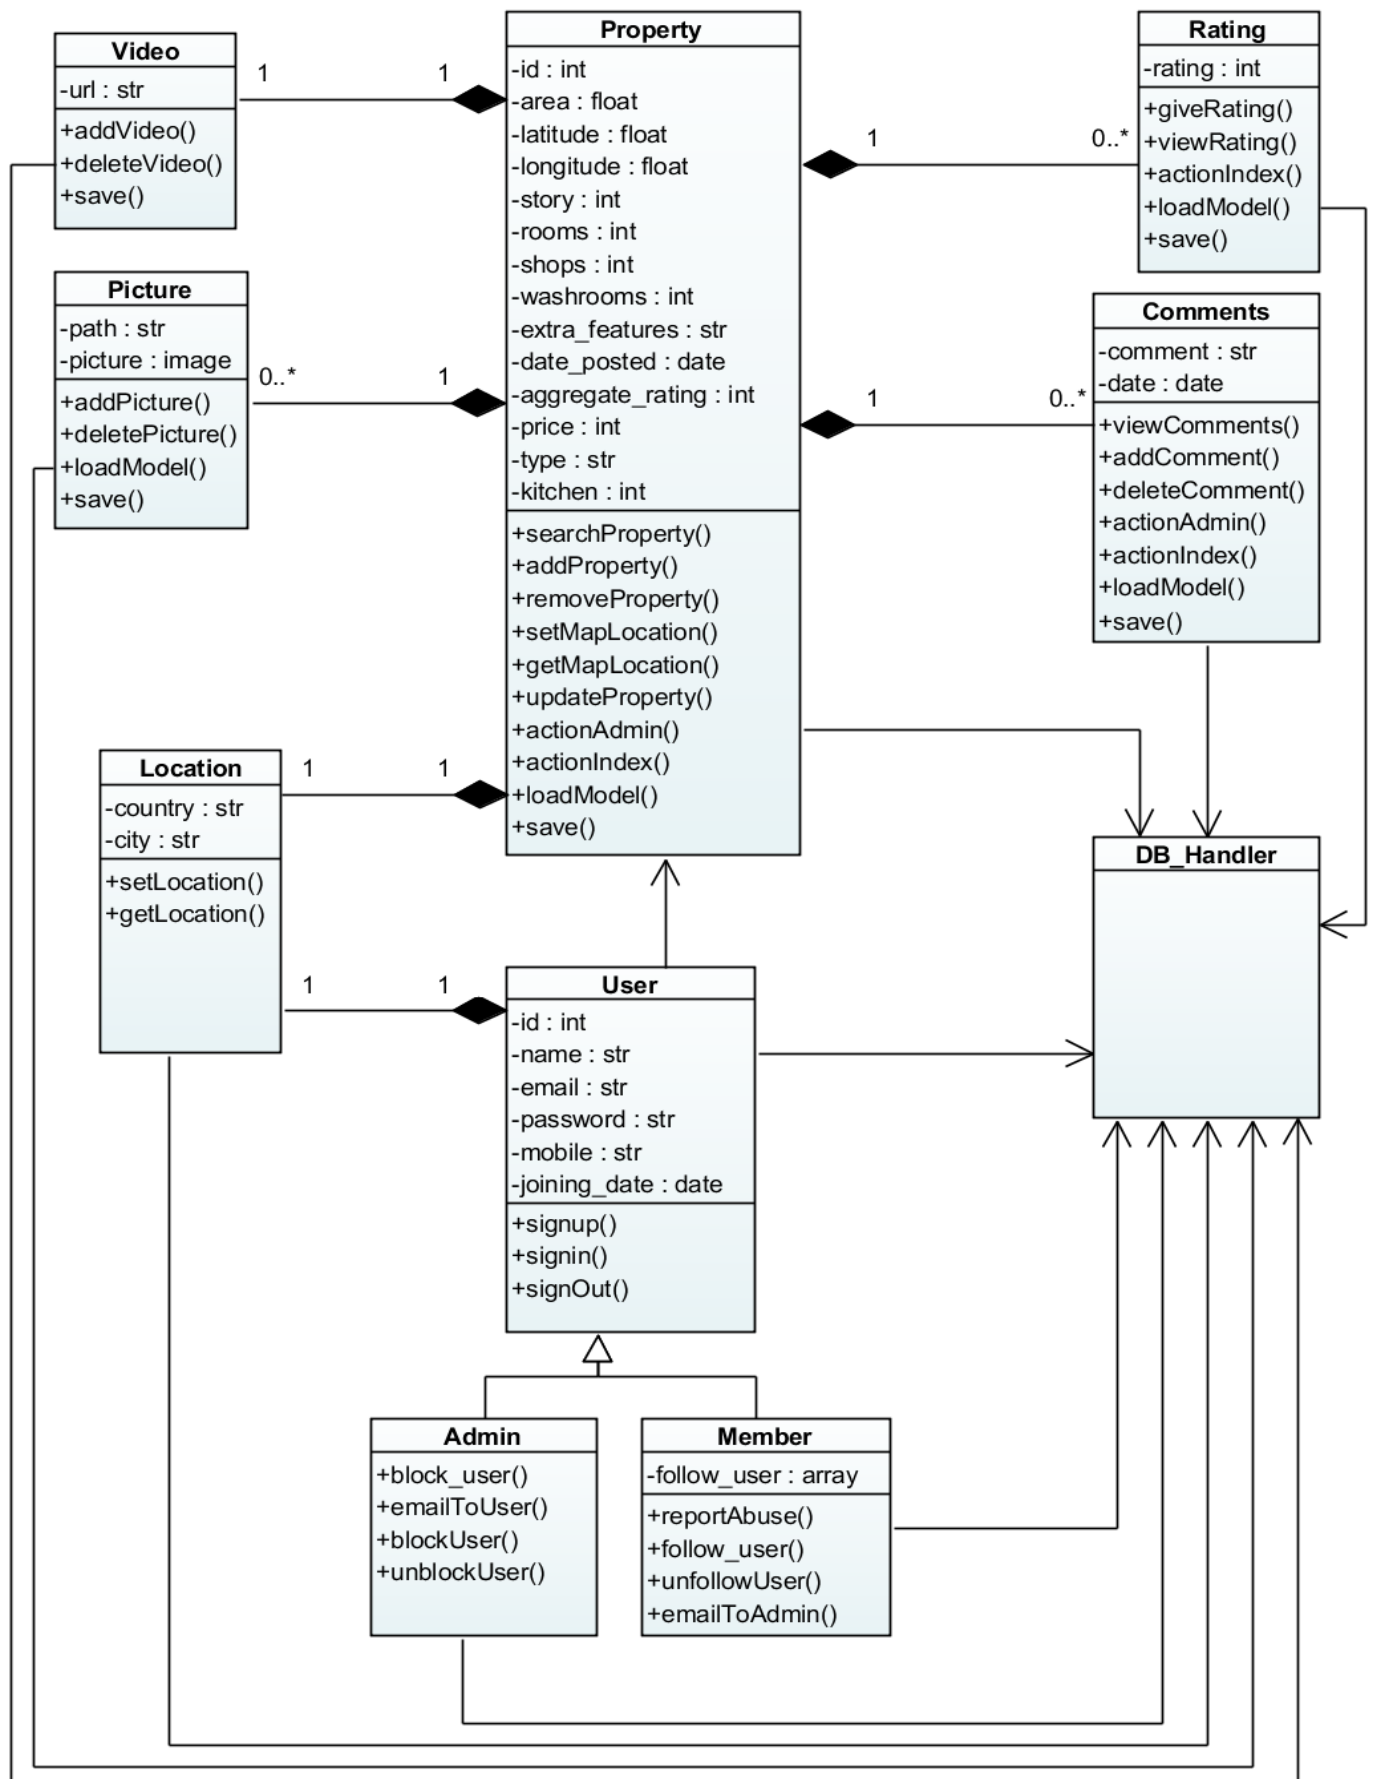 Video
-url : str
+addVideo()
+deleteVideo()
+save()
1
1
Property
-id : int
-area : float
-latitude : float
-longitude : float
-story : int
-rooms : int
-shops : int
-washrooms : int
-extra_features : str
-date_posted : date
-aggregate_rating : int
-price : int
-type : str
-kitchen : int
+searchProperty()
+addProperty()
+removeProperty()
+setMapLocation()
+getMapLocation()
+updateProperty()
+actionAdmin()
+actionIndex()
+loadModel()
+save()
1
0..*
Rating
-rating : int
+giveRating()
+viewRating()
+actionIndex()
+loadModel()
+save()
Picture
-path : str
-picture : image
+addPicture()
+deletePicture()
+loadModel()
+save()
0..*
1
1
0..*
Comments
-comment : str
-date : date
+viewComments()
+addComment()
+deleteComment()
+actionAdmin()
+actionIndex()
+loadModel()
+save()
Location
-country : str
-city : str
+setLocation()
+getLocation()
1
1
1
1
DB_Handler
User
-id : int
-name : str
-email : str
-password : str
-mobile : str
-joining_date : date
+signup()
+signin()
+signOut()
Admin
+block_user()
+emailToUser()
+blockUser()
+unblockUser()
Member
-follow_user : array
+reportAbuse()
+follow_user()
+unfollowUser()
+emailToAdmin()